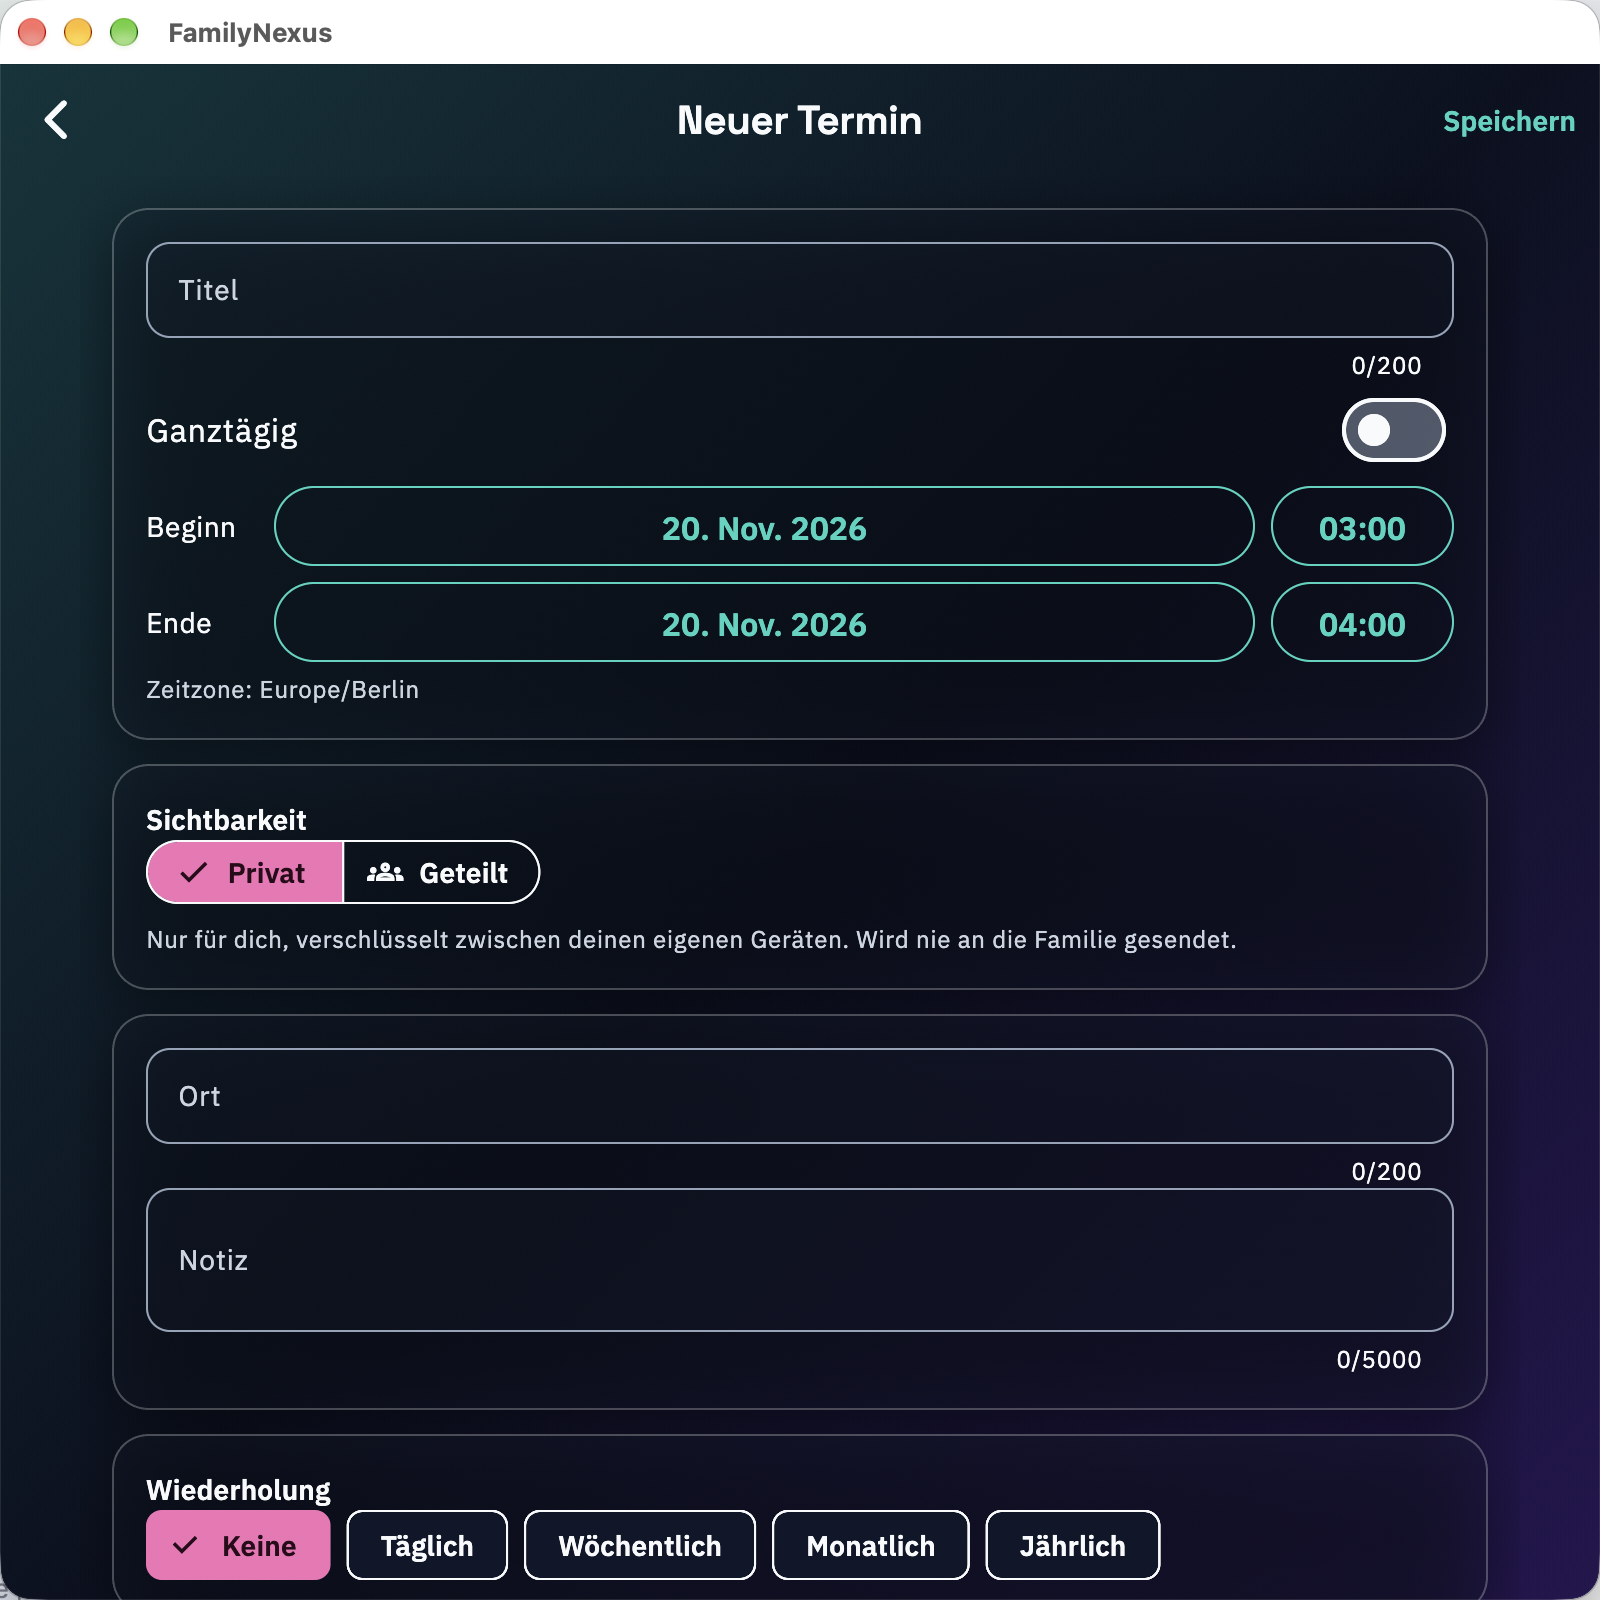 FamilyNexus
Neuer Termin
Speichern
Titel
0/200
Ganztägig
Beginn 20. Nov. 2026 03:00
Ende 20. Nov. 2026 04:00
Zeitzone: Europe/Berlin
Sichtbarkeit
Privat Geteilt
Nur für dich, verschlüsselt zwischen deinen eigenen Geräten. Wird nie an die Familie gesendet.
Ort
0/200
Notiz
0/5000
Wiederholung
Keine Täglich Wöchentlich Monatlich Jährlich